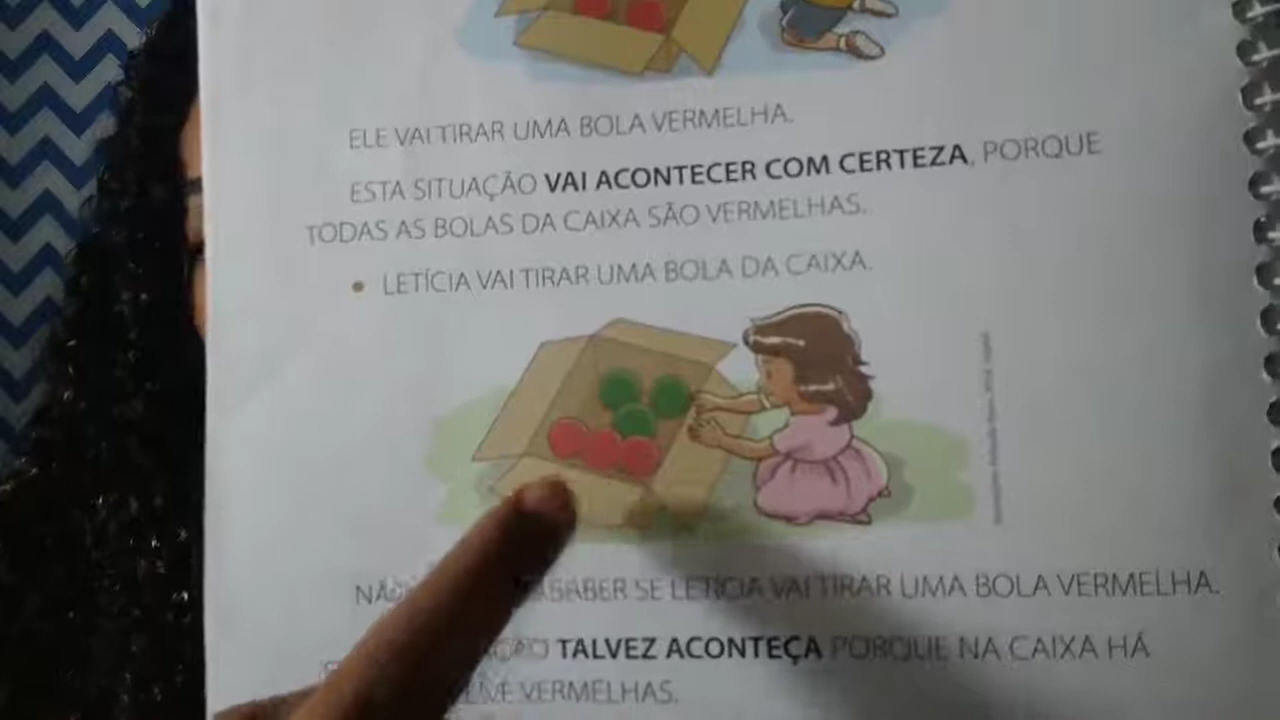 ELE VAI TIRAR UMA BOLA VERMELHA.
ESTA SITUAÇÃO VAI ACONTECER COM CERTEZA, PORQUE
TODAS AS BOLAS DA CAIXA SÃO VERMELHAS.
• LETÍCIA VAI TIRAR UMA BOLA DA CAIXA.
SABER SE LETÍCIA VAI TIRAR UMA BOLA VERMELHA.
TALVEZ ACONTEÇA PORQUE NA CAIXA HÁ
VERMELHAS.